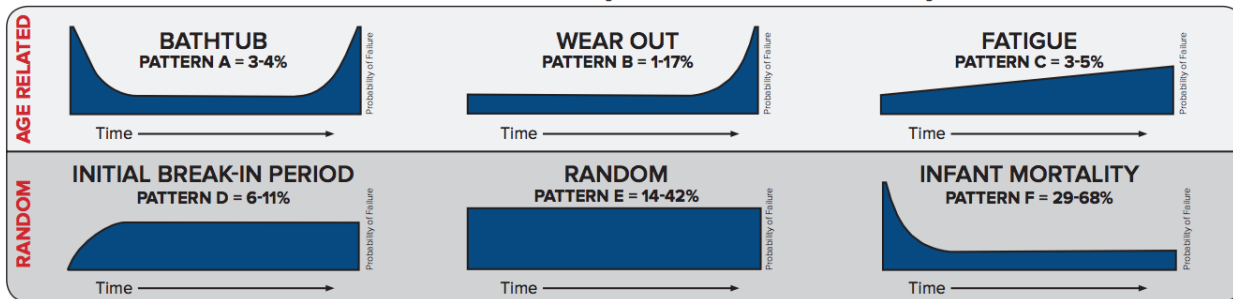 AGE RELATED
BATHTUB
PATTERN A = 3-4%
Probability of Failure
Time
WEAR OUT
PATTERN B = 1-17%
Probability of Failure
Time
FATIGUE
PATTERN C = 3-5%
Probability of Failure
Time
RANDOM
INITIAL BREAK-IN PERIOD
PATTERN D = 6-11%
Probability of Failure
Time
RANDOM
PATTERN E = 14-42%
Probability of Failure
Time
INFANT MORTALITY
PATTERN F = 29-68%
Probability of Failure
Time